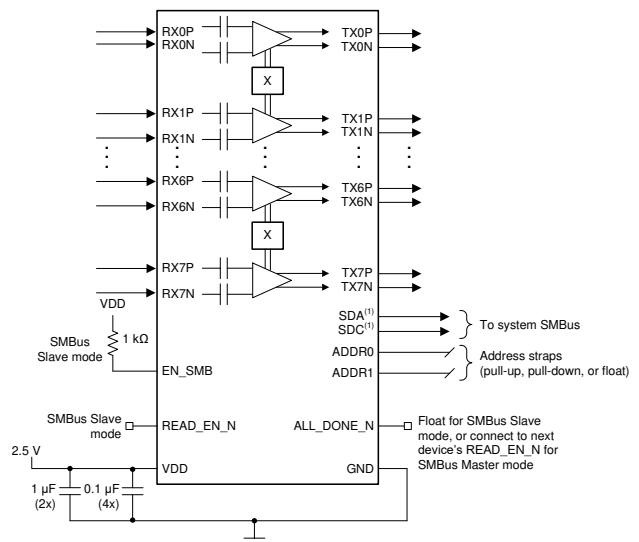 RX0P
RX0N
TX0P
TX0N
X
RX1P
RX1N
TX1P
TX1N
RX6P
RX6N
TX6P
TX6N
X
RX7P
RX7N
TX7P
TX7N
VDD
SMBus
Slave mode
1 kΩ
EN_SMB
SDA(1)
SDC(1)
To system SMBus
ADDR0
ADDR1
Address straps
(pull-up, pull-down, or float)
SMBus Slave
mode
READ_EN_N
ALL_DONE_N
Float for SMBus Slave
mode, or connect to next
device's READ_EN_N for
SMBus Master mode
2.5 V
VDD
GND
1 µF
(2x)
0.1 µF
(4x)